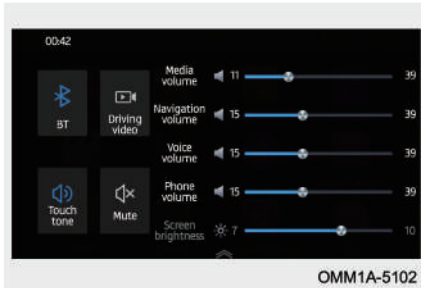 00:42
BT
Driving
video
Touch
tone
Mute
Media
volume
11
39
Navigation
volume
15
39
Voice
volume
15
39
Phone
volume
15
39
Screen
brightness
7
10
OMM1A-5102